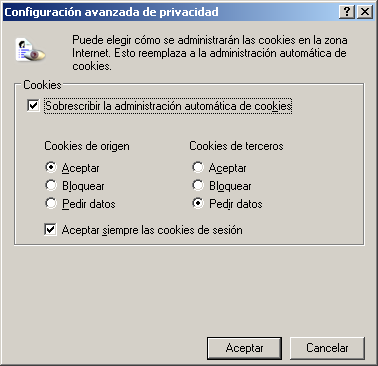 Configuración avanzada de privacidad
Puede elegir cómo se administrarán las cookies en la zona
Internet. Esto reemplaza a la administración automática de
cookies.
Cookies
Sobrescribir la administración automática de cookies
Cookies de origen Cookies de terceros
Aceptar Aceptar
Bloquear Bloquear
Pedir datos Pedir datos
Aceptar siempre las cookies de sesión
Aceptar Cancelar